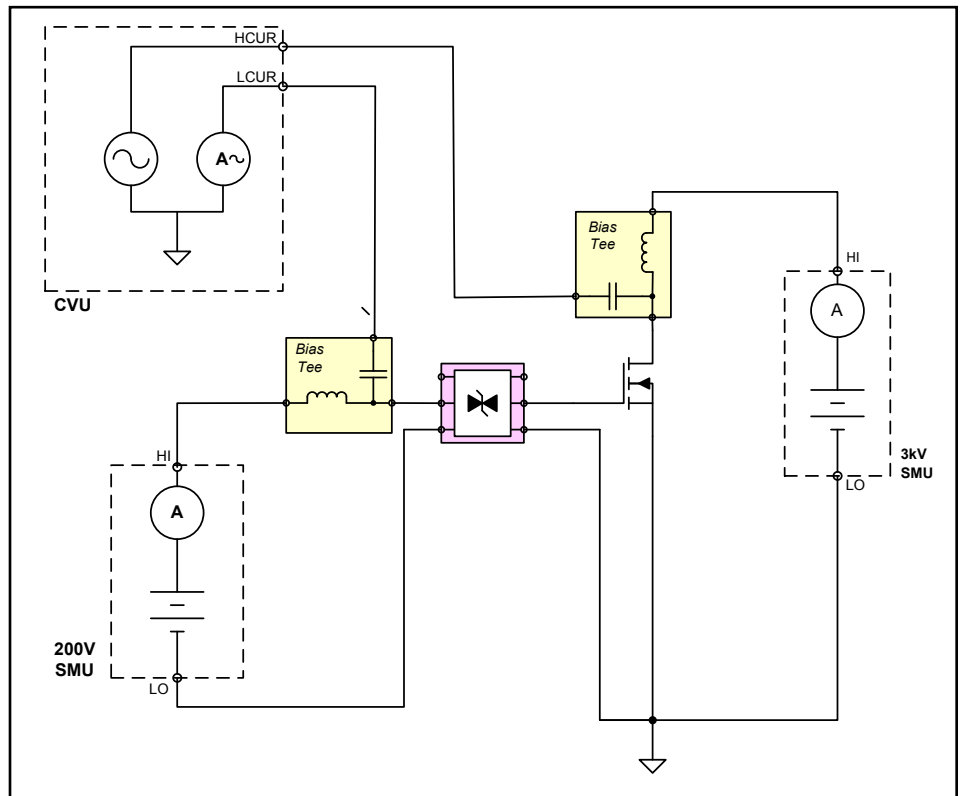 HCUR
LCUR
A
CVU
Bias
Tee
HI
A
3kV
SMU
LO
Bias
Tee
HI
A
200V
SMU
LO